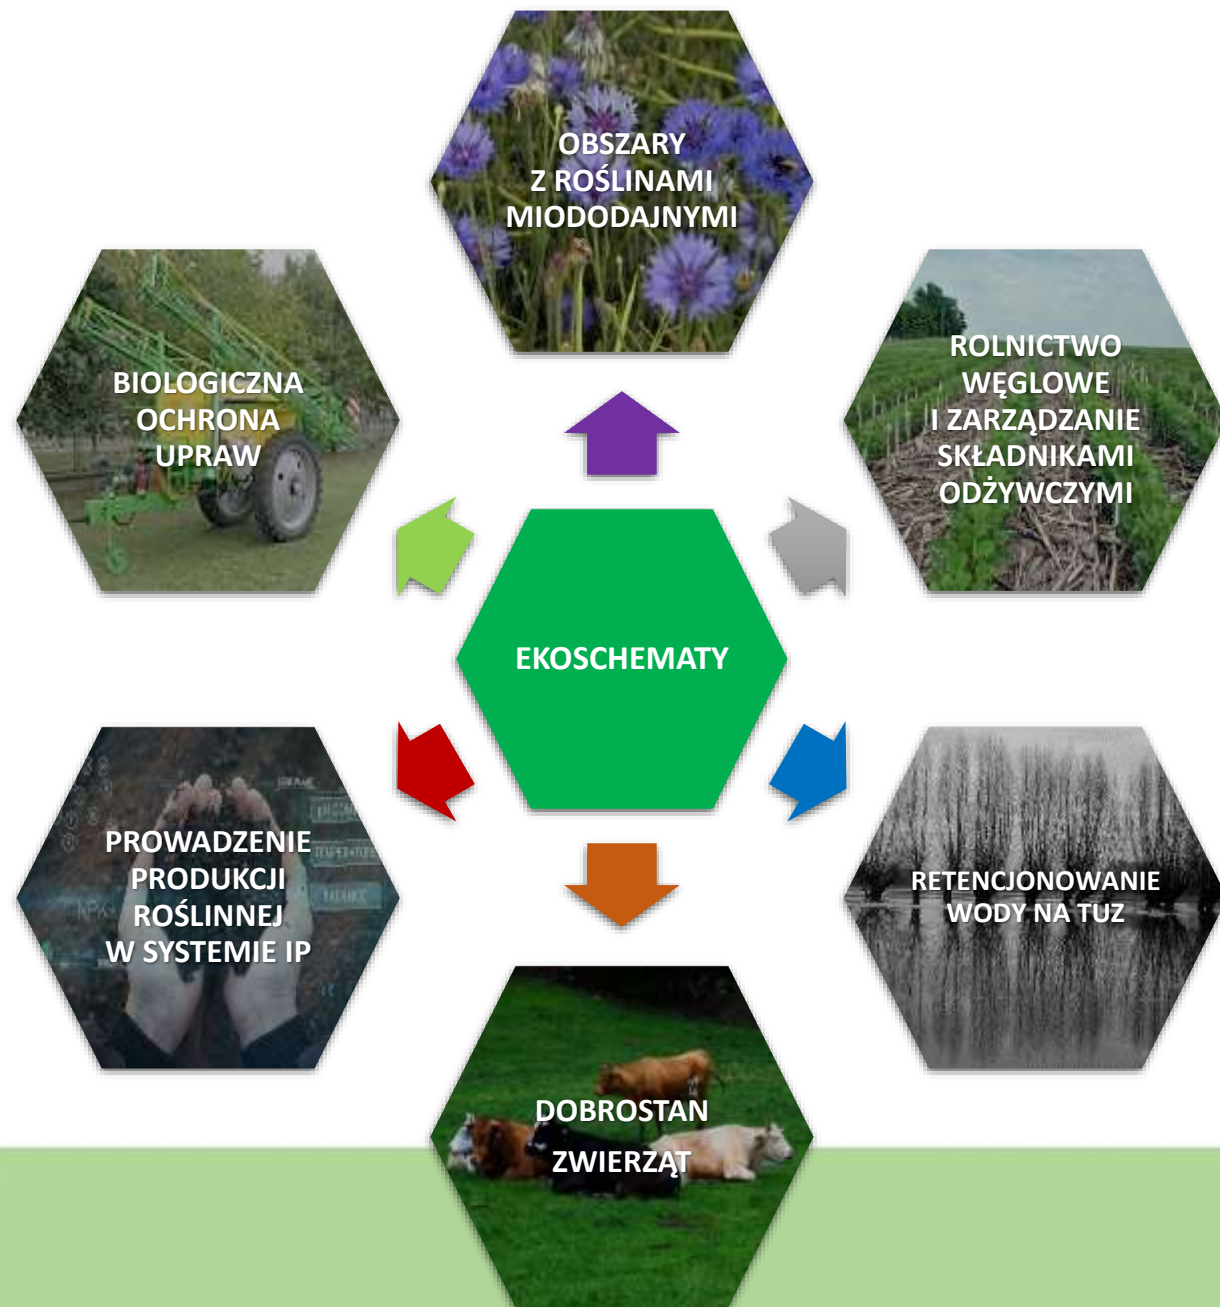 OBSZARY
Z ROŚLINAMI
MIODODAJNYMI
ROLNICTWO
WĘGLOWE
I ZARZĄDZANIE
SKŁADNIKAMI
ODŻYWCZYMI
BIOLOGICZNA
OCHRONA
UPRAW
EKOSCHEMATY
PROWADZENIE
PRODUKCJI
ROŚLINNEJ
W SYSTEMIE IP
RETENCJONOWANIE
WODY NA TUZ
DOBROSTAN
ZWIERZĄT